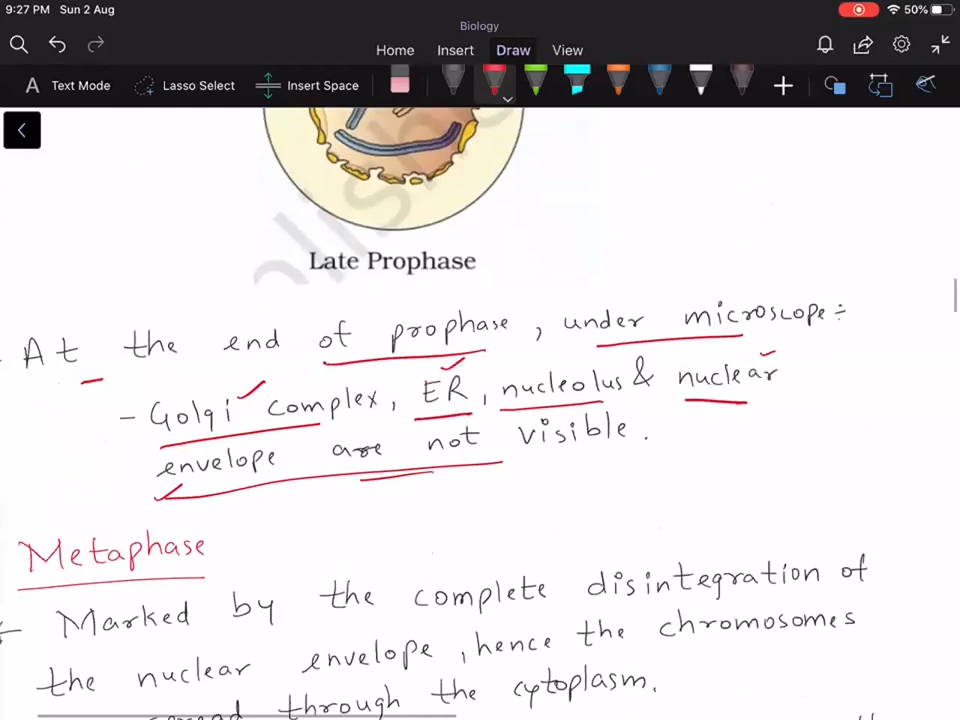 9:27 PM Sun 2 Aug 50%
Biology
Home Insert Draw View
A Text Mode Lasso Select Insert Space
Late Prophase
At the end of prophase, under microscope ÷
- Golgi complex, ER, nucleolus & nuclear
envelope are not visible.
Metaphase
Marked by the complete disintegration of
the nuclear envelope, hence the chromosomes
through the cytoplasm.